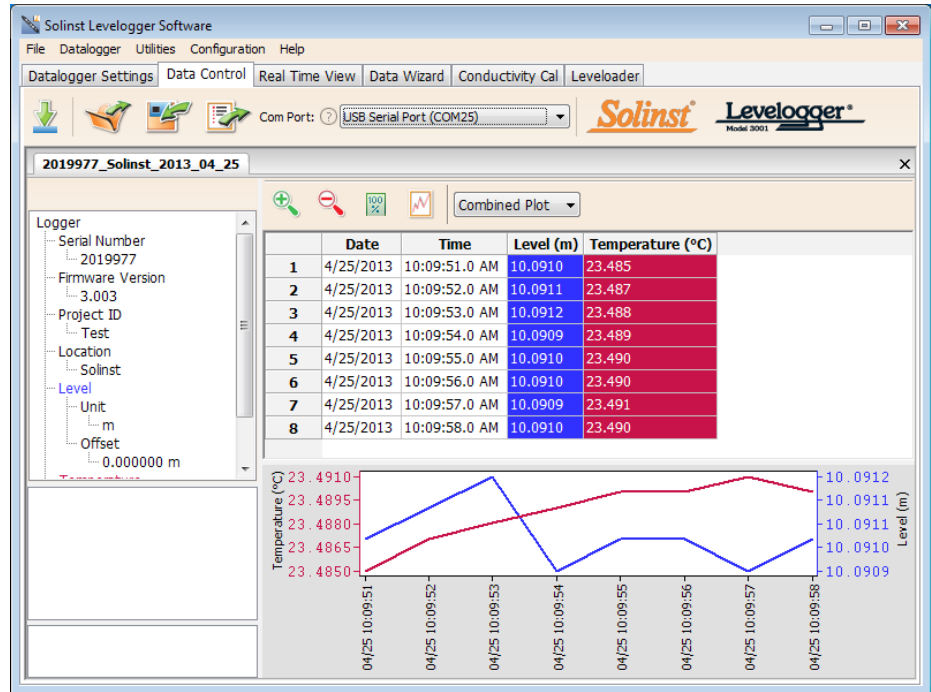 Solinst Levelogger Software
File Datalogger Utilities Configuration Help
Datalogger Settings Data Control Real Time View Data Wizard Conductivity Cal Leveloader
Com Port: ? USB Serial Port (COM25) Solinst Levelogger®
Model 3001
2019977_Solinst_2013_04_25
100 % Combined Plot
Logger
Serial Number
2019977
Firmware Version
3.003
Project ID
Test
Location
Solinst
Level
Unit
m
Offset
0.000000 m
Temperature
Date Time Level (m) Temperature (ºC)
1 4/25/2013 10:09:51.0 AM 10.0910 23.485
2 4/25/2013 10:09:52.0 AM 10.0911 23.487
3 4/25/2013 10:09:53.0 AM 10.0912 23.488
4 4/25/2013 10:09:54.0 AM 10.0909 23.489
5 4/25/2013 10:09:55.0 AM 10.0910 23.490
6 4/25/2013 10:09:56.0 AM 10.0910 23.490
7 4/25/2013 10:09:57.0 AM 10.0909 23.491
8 4/25/2013 10:09:58.0 AM 10.0910 23.490
Temperature (ºC)
23.4910
23.4895
23.4880
23.4865
23.4850
10.0912
10.0911
10.0911
10.0910
10.0909
Level (m)
04/25 10:09:51
04/25 10:09:52
04/25 10:09:53
04/25 10:09:54
04/25 10:09:55
04/25 10:09:56
04/25 10:09:57
04/25 10:09:58